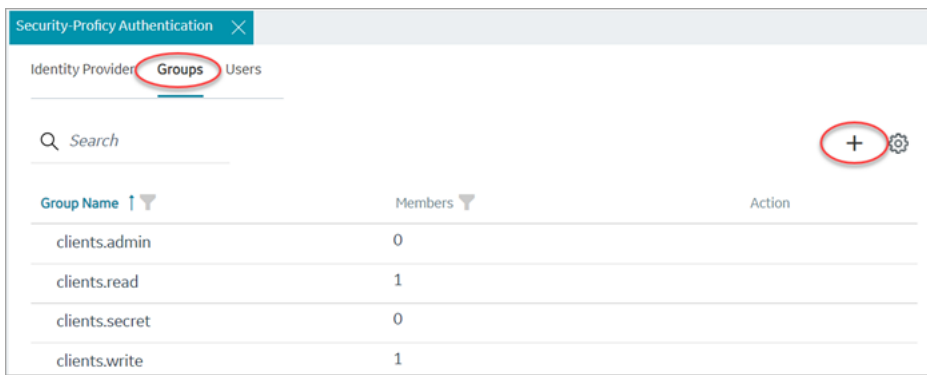 Security-Proficy Authentication
Identity Provider Groups Users
Search
Group Name Members Action
clients.admin 0
clients.read 1
clients.secret 0
clients.write 1